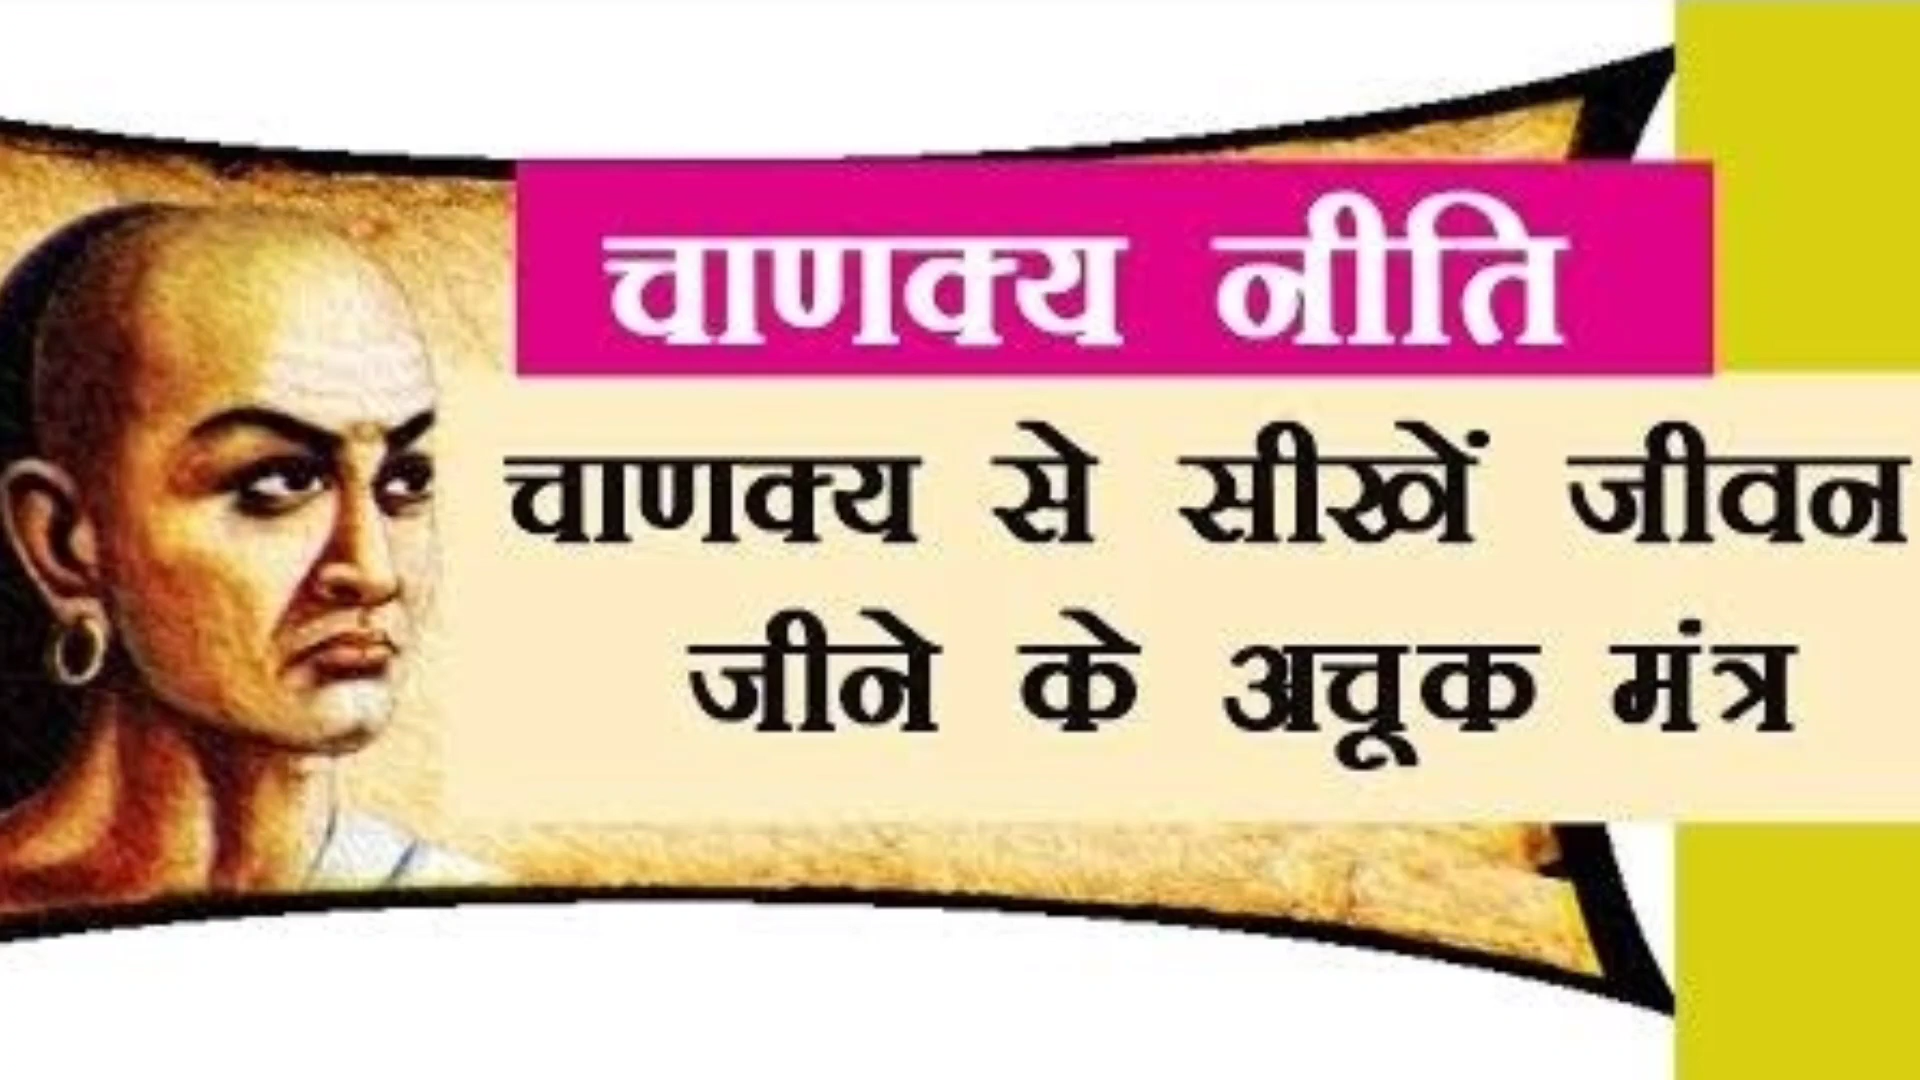 चाणक्य नीति
चाणक्य से सीखें जीवन
जीने के अचूक मंत्र